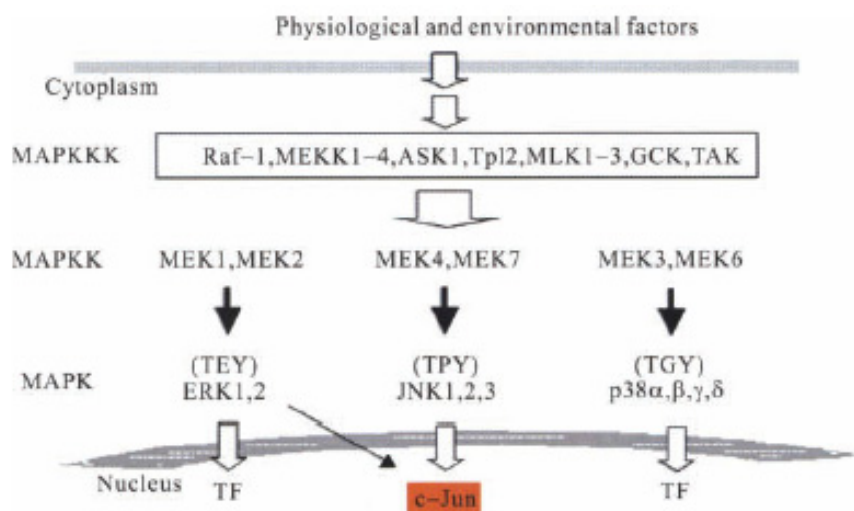 Physiological and environmental factors
Cytoplasm
MAPKKK Raf-1,MEKK1-4,ASK1,Tpl2,MLK1-3,GCK,TAK
MAPKK MEK1,MEK2 MEK4,MEK7 MEK3,MEK6
(TEY) (TPY) (TGY)
MAPK ERK1,2 JNK1,2,3 p38α,β,γ,δ
Nucleus TF c-Jun TF